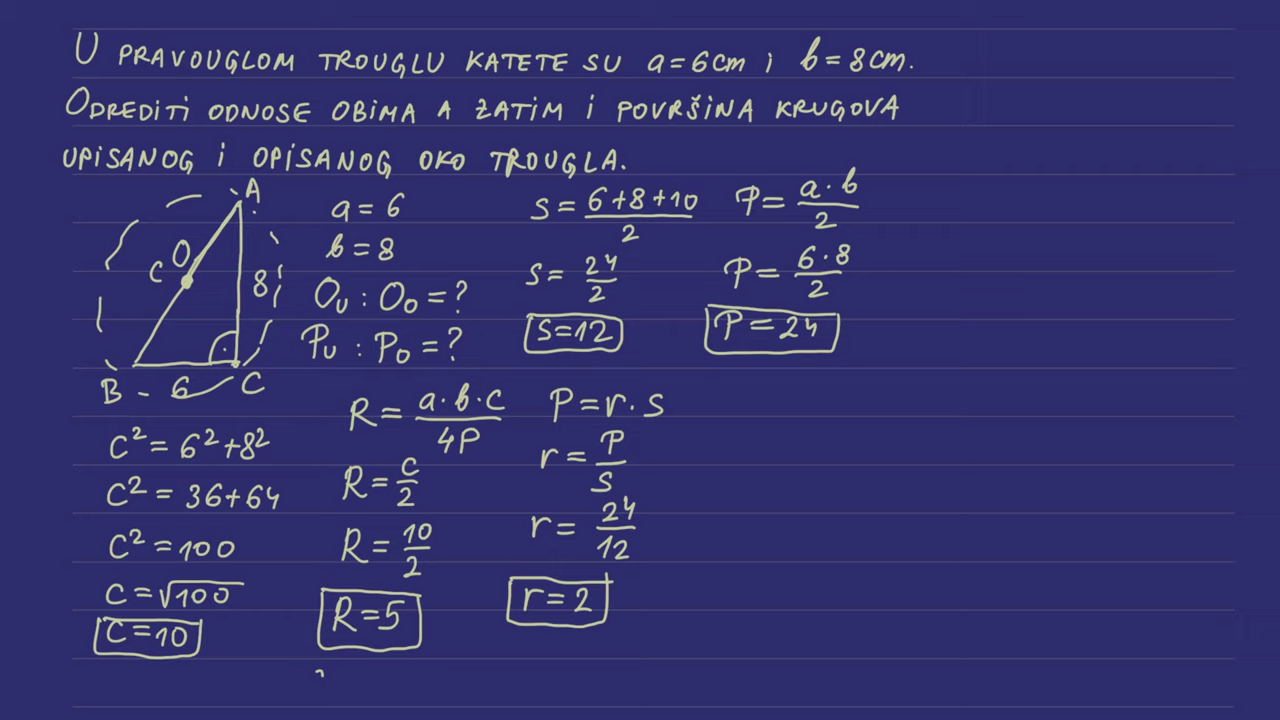 U PRAVOUGLOM TROUGLU KATETE SU a=6cm i b=8cm.
ODREDITI ODNOSE OBIMA A ZATIM I POVRŠINA KRUGOVA
UPISANOG I OPISANOG OKO TROUGLA.
A
O
C
8
B - 6
C
a = 6
b = 8
Oᵤ : Oₒ = ?
Pᵤ : Pₒ = ?
s = (6+8+10)/2
s = 24/2
s=12
P = (a·b)/2
P = (6·8)/2
P = 24
C² = 6² + 8²
C² = 36+64
C² = 100
C = √100
C = 10
R = (a·b·c)/4P
R = c/2
R = 10/2
R = 5
P = r·s
r = P/s
r = 24/12
r = 2